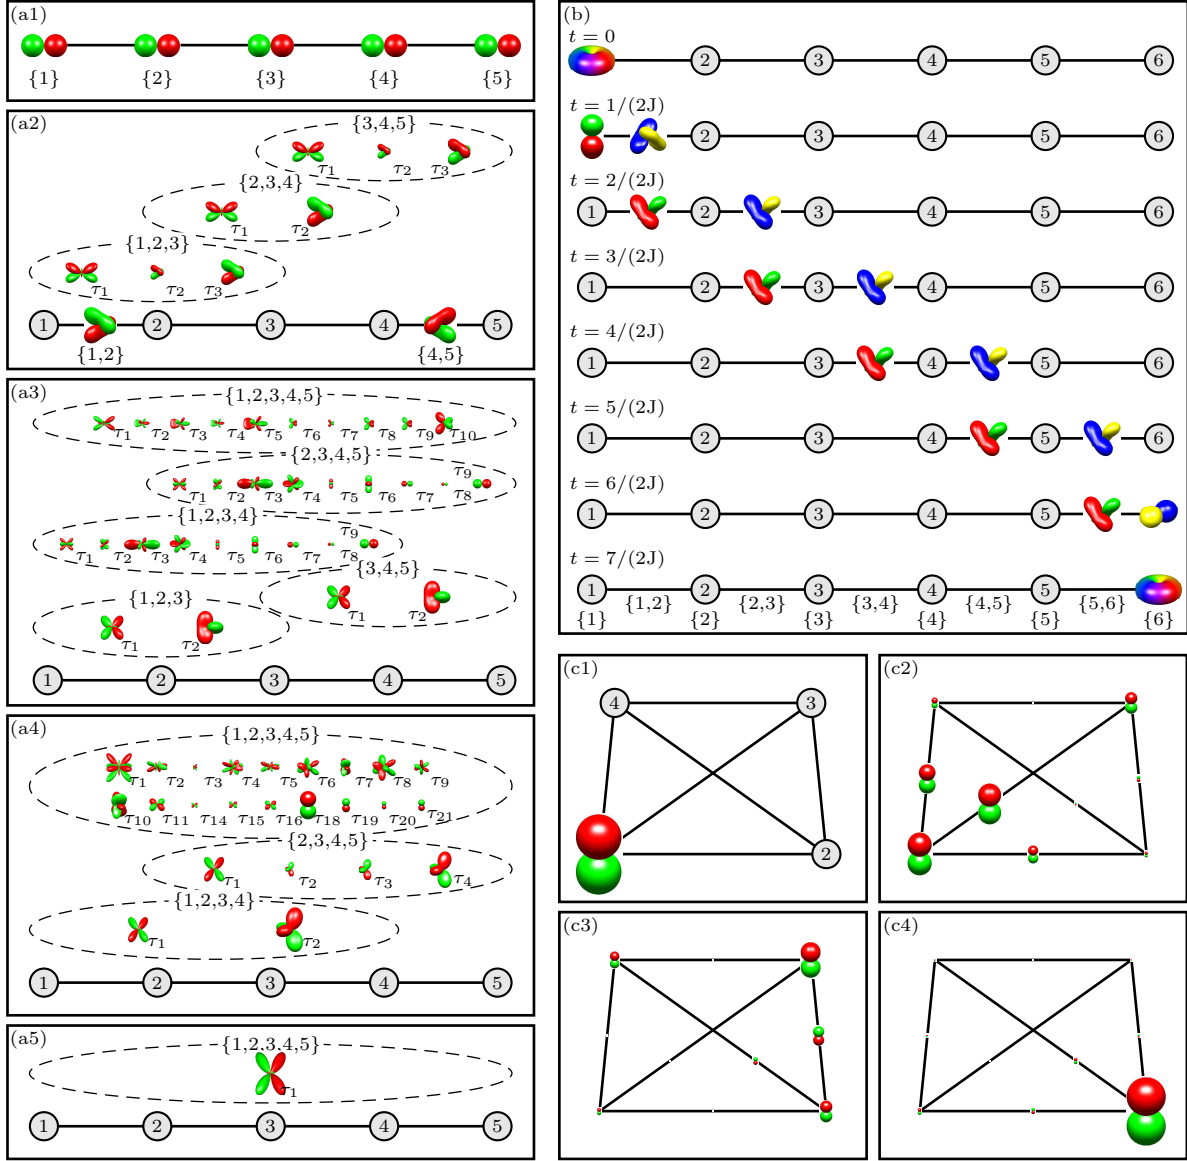 (a1)
{1} {2} {3} {4} {5}
(a2)
{3,4,5}
τ1 τ2 τ3
{2,3,4}
τ1 τ2
{1,2,3}
τ1 τ2 τ3
1 2 3 4 5
{1,2} {4,5}
(a3)
{1,2,3,4,5}
τ1 τ2 τ3 τ4 τ5 τ6 τ7 τ8 τ9 τ10
{2,3,4,5}
τ9
τ1 τ2 τ3 τ4 τ5 τ6 τ7 τ8
{1,2,3,4}
τ9
τ1 τ2 τ3 τ4 τ5 τ6 τ7 τ8
{3,4,5}
τ1 τ2
{1,2,3}
τ1 τ2
1 2 3 4 5
(a4)
{1,2,3,4,5}
τ1 τ2 τ3 τ4 τ5 τ6 τ7 τ8 τ9
τ10 τ11 τ14 τ15 τ16 τ18 τ19 τ20 τ21
{2,3,4,5}
τ1 τ2 τ3 τ4
{1,2,3,4}
τ1 τ2
1 2 3 4 5
(a5)
{1,2,3,4,5}
τ1
1 2 3 4 5
(b)
t = 0
2 3 4 5 6
t = 1/(2J)
2 3 4 5 6
t = 2/(2J)
1 2 3 4 5 6
t = 3/(2J)
1 2 3 4 5 6
t = 4/(2J)
1 2 3 4 5 6
t = 5/(2J)
1 2 3 4 5 6
t = 6/(2J)
1 2 3 4 5
t = 7/(2J)
1 2 3 4 5
{1,2} {2,3} {3,4} {4,5} {5,6}
{1} {2} {3} {4} {5} {6}
(c1)
4 3
2
(c2)
(c3)
(c4)